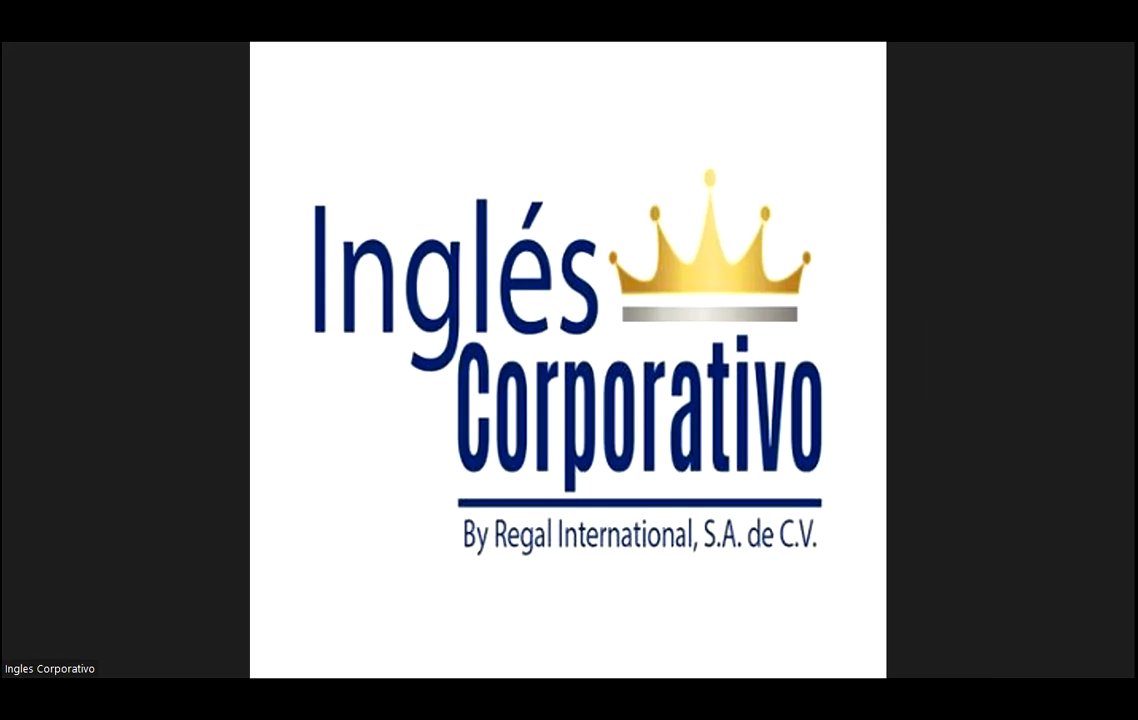 Inglés
Corporativo
By Regal International, S.A. de C.V.
Ingles Corporativo